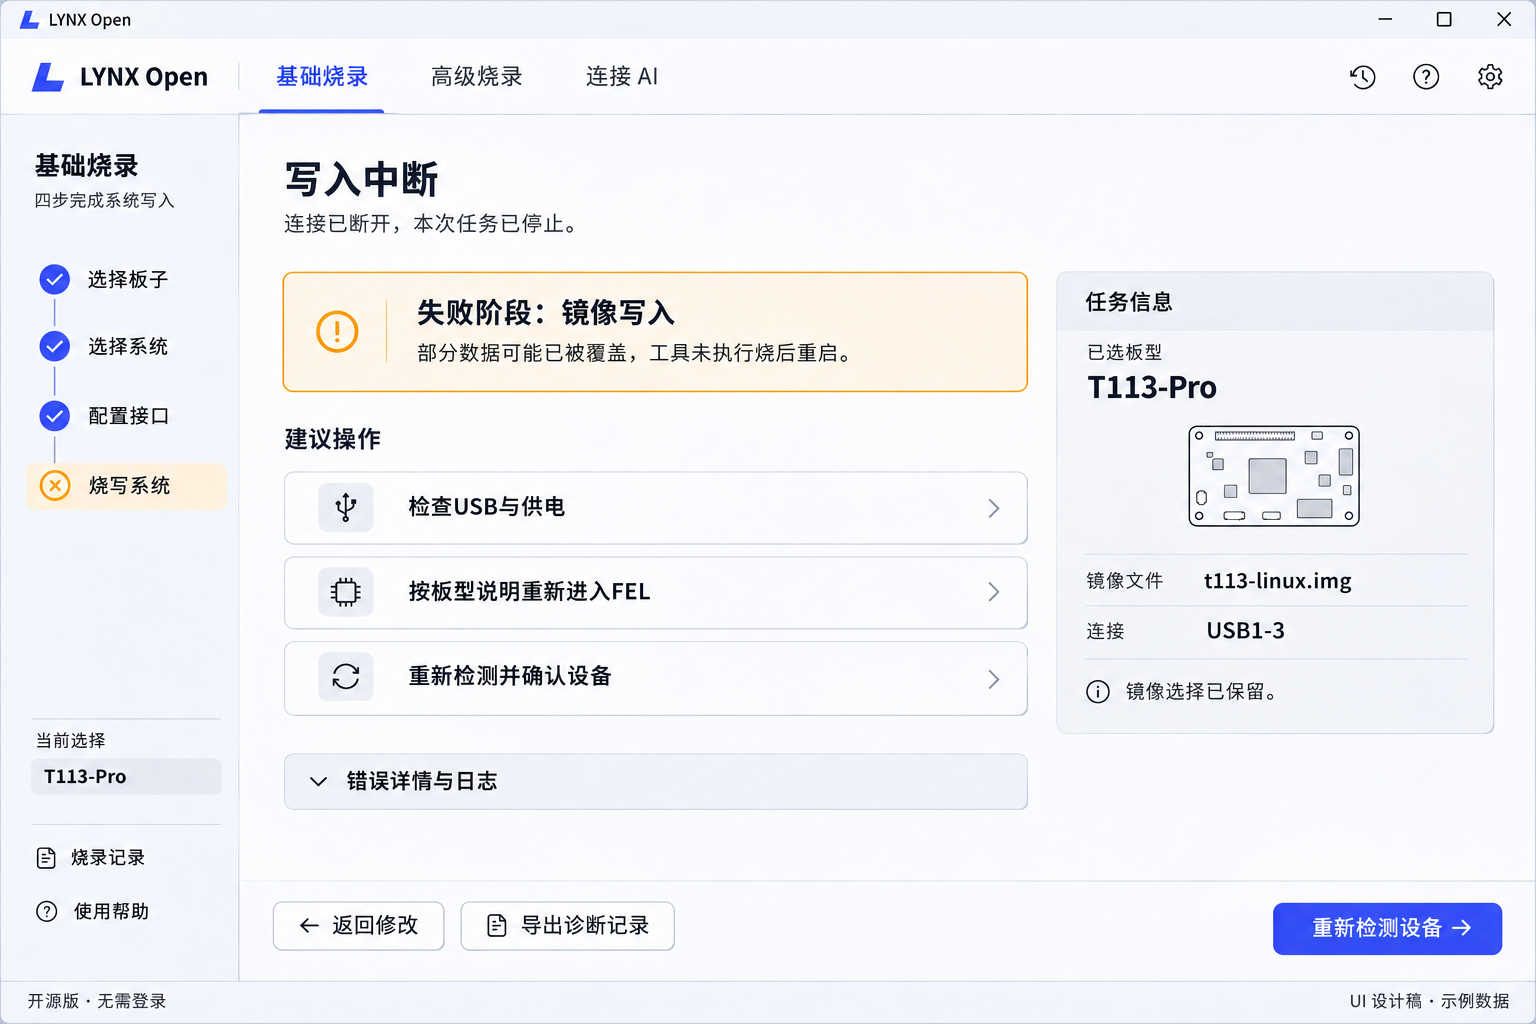 LYNX Open
LYNX Open
基础烧录
高级烧录
连接 AI
基础烧录
四步完成系统写入
选择板子
选择系统
配置接口
烧写系统
当前选择
T113-Pro
烧录记录
使用帮助
写入中断
连接已断开，本次任务已停止。
失败阶段：镜像写入
部分数据可能已被覆盖，工具未执行烧后重启。
建议操作
检查USB与供电
按板型说明重新进入FEL
重新检测并确认设备
错误详情与日志
任务信息
已选板型
T113-Pro
镜像文件 t113-linux.img
连接 USB1-3
镜像选择已保留。
返回修改
导出诊断记录
重新检测设备
开源版 · 无需登录
UI 设计稿 · 示例数据